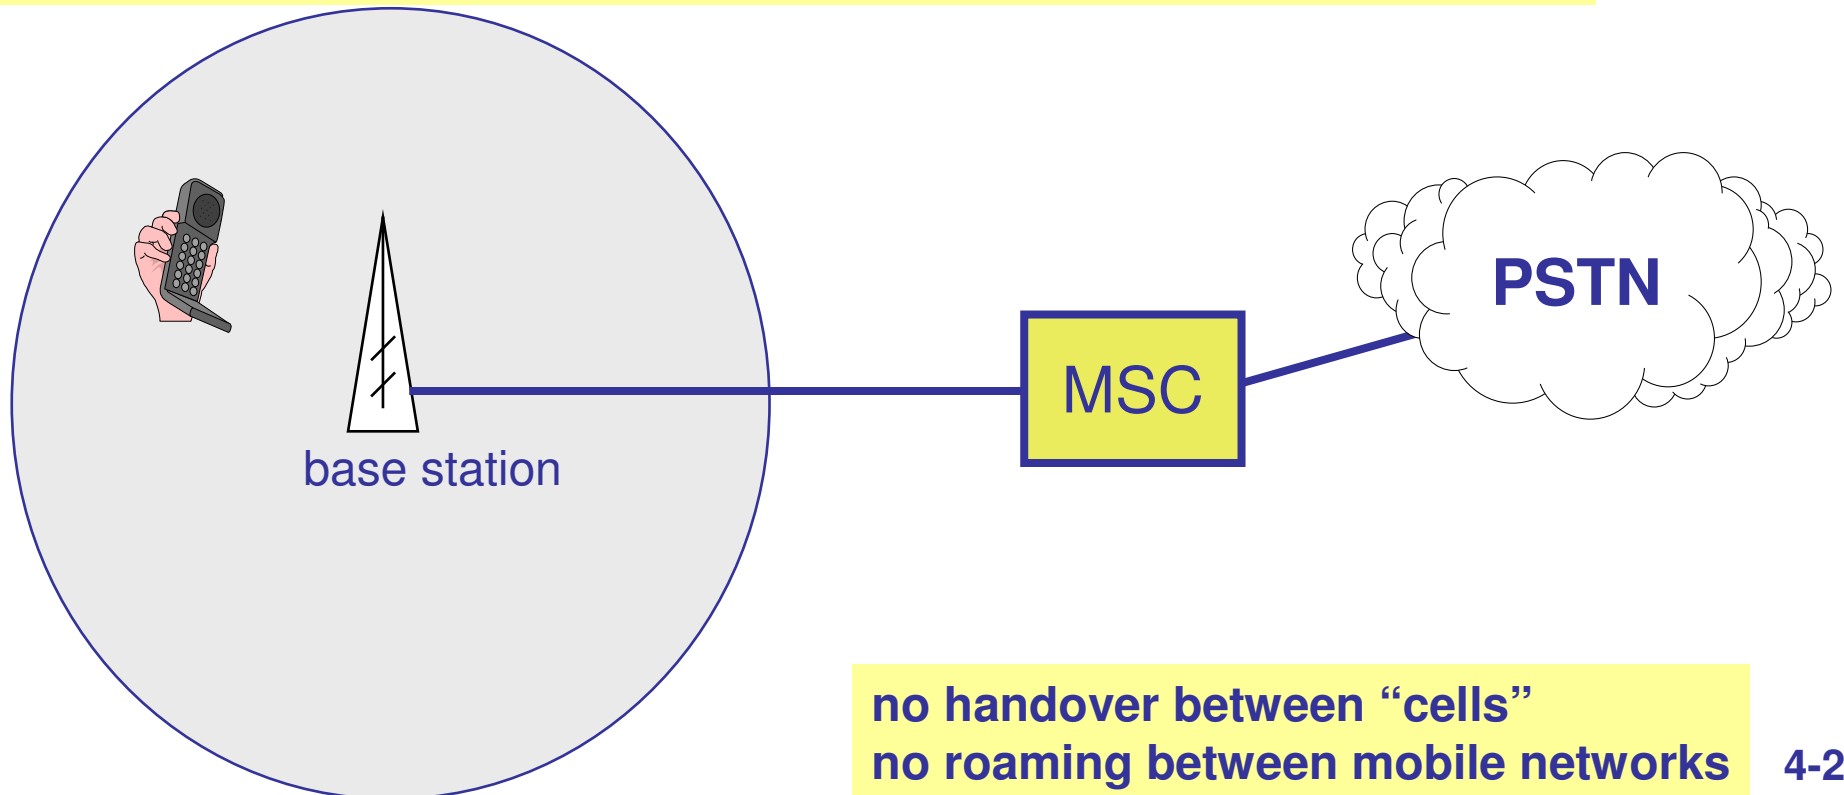 PSTN
MSC
base station
no handover between “cells”
no roaming between mobile networks
4-2